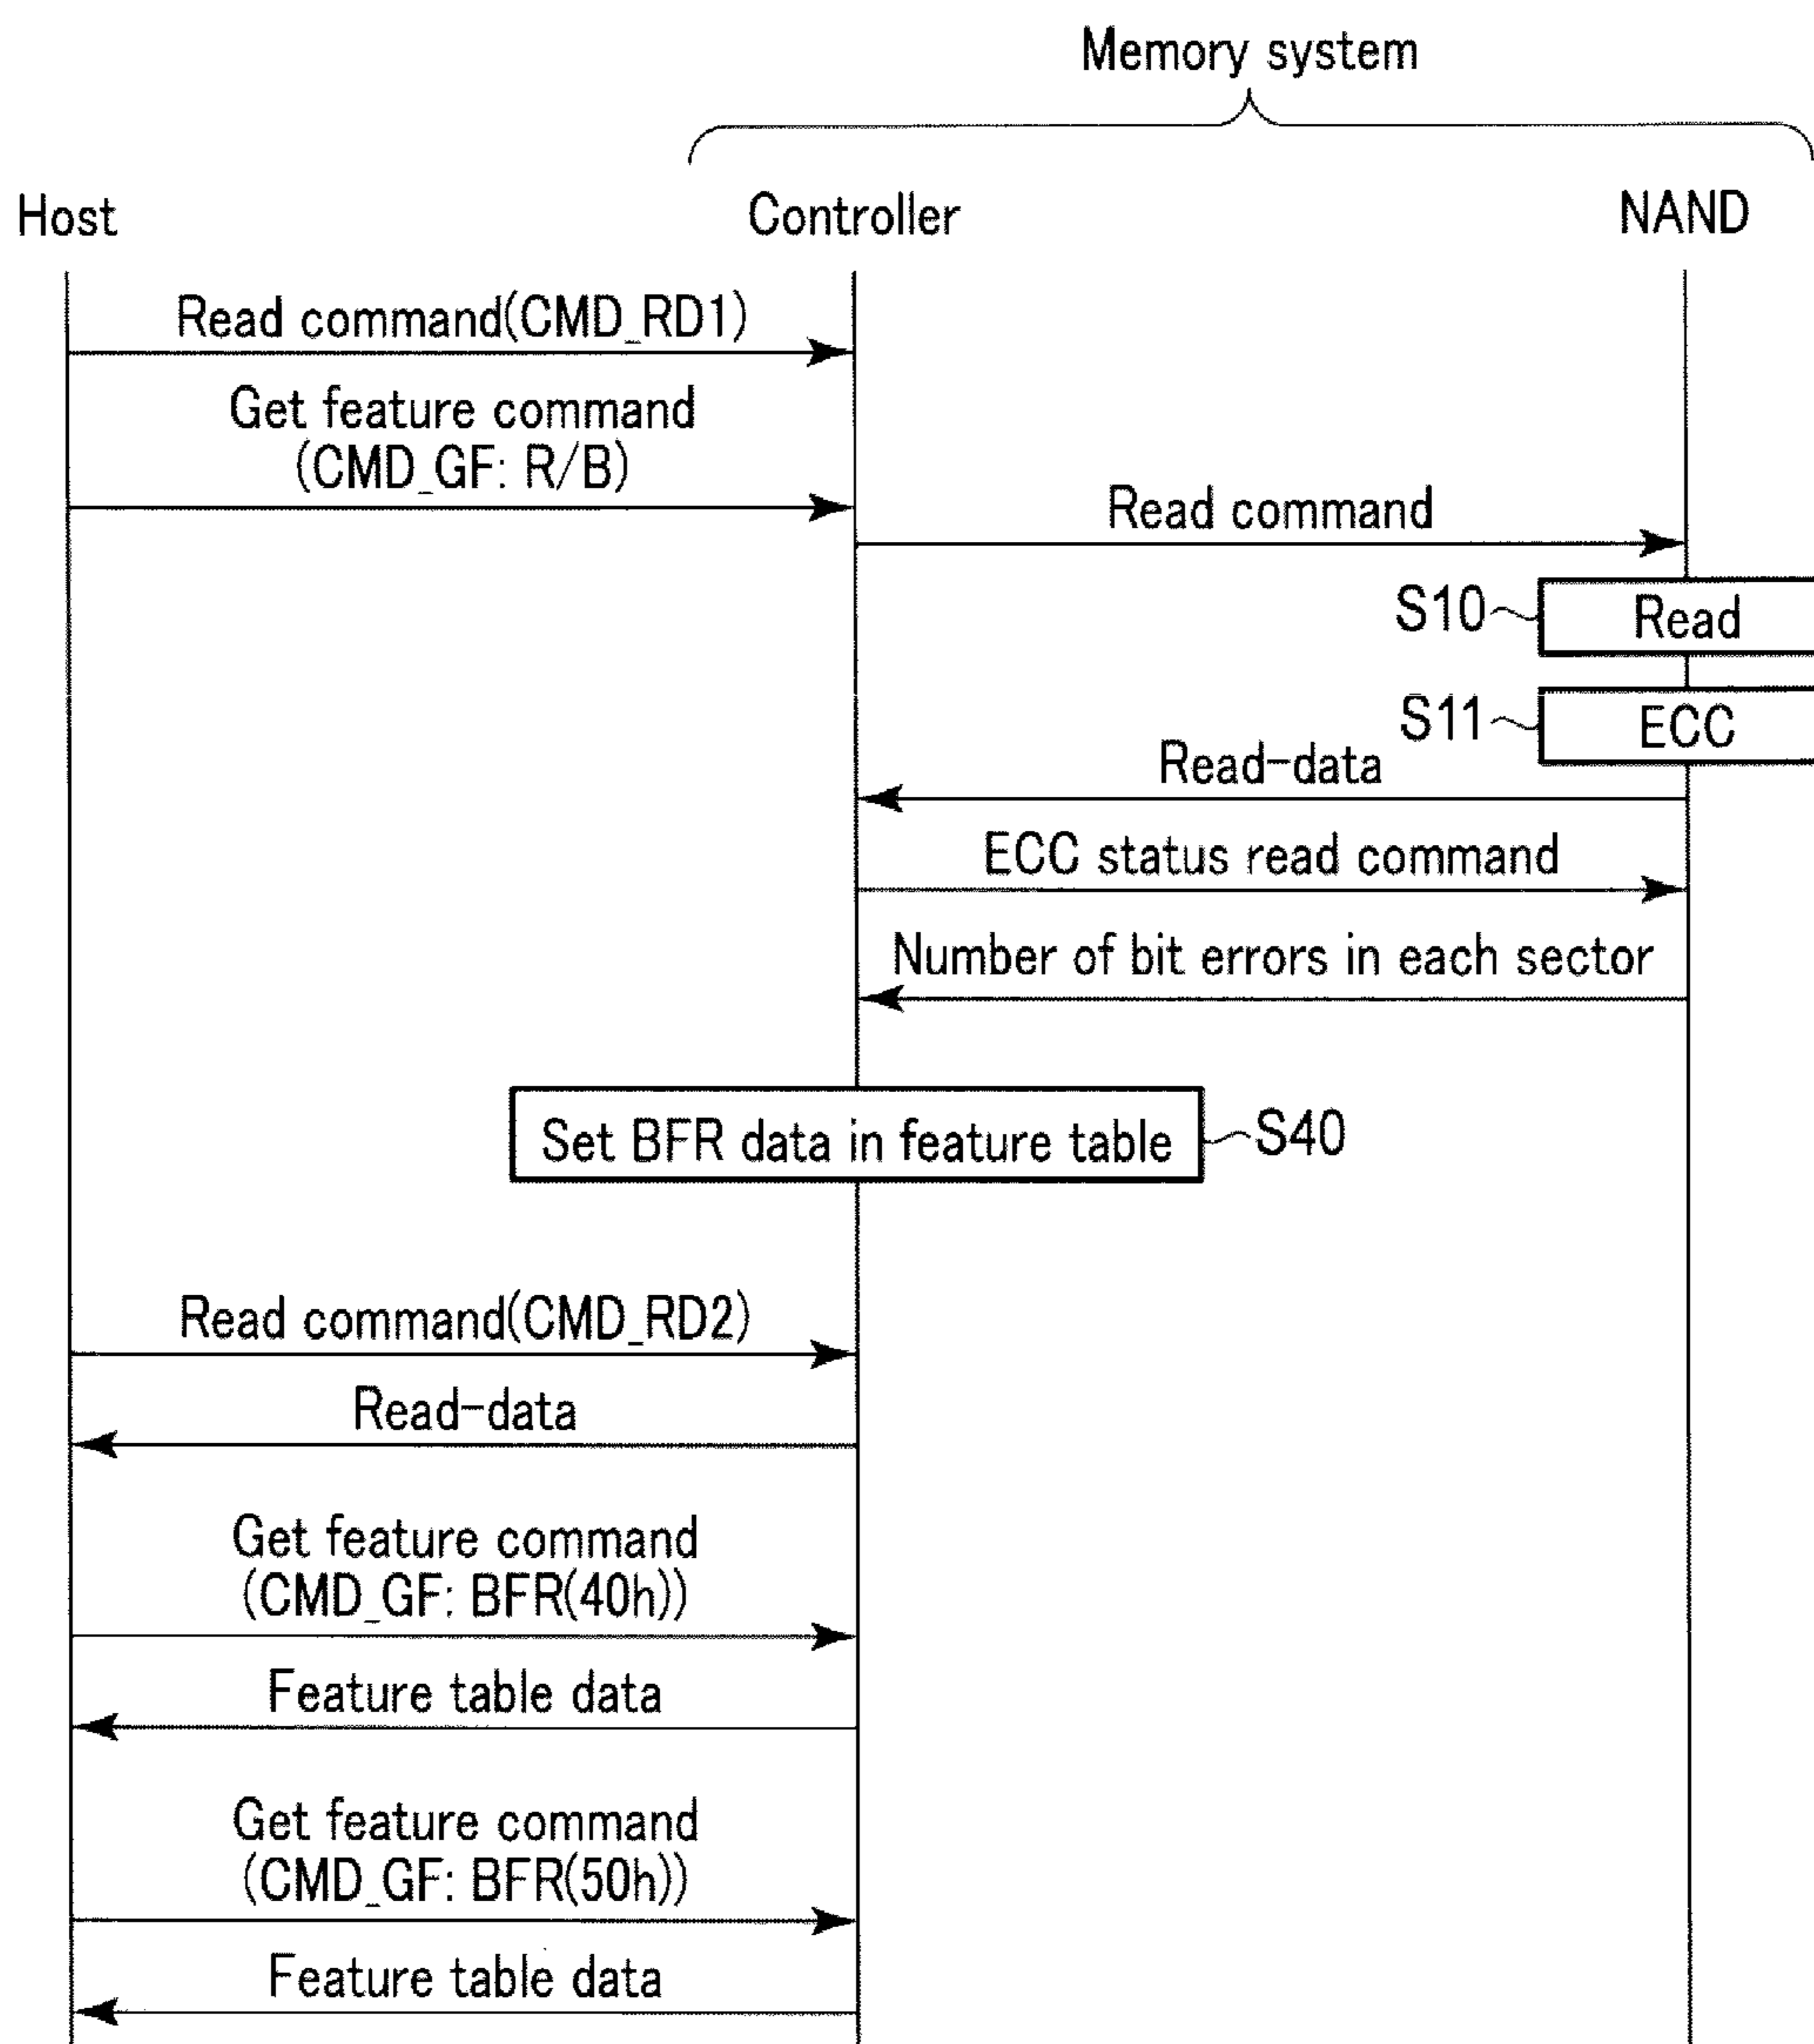 Memory system
Host
Controller
NAND
Read command(CMD_RD1)
Get feature command
(CMD_GF: R/B)
Read command
S10
Read
S11
ECC
Read-data
ECC status read command
Number of bit errors in each sector
Set BFR data in feature table
S40
Read command(CMD_RD2)
Read-data
Get feature command
(CMD_GF: BFR(40h))
Feature table data
Get feature command
(CMD_GF: BFR(50h))
Feature table data